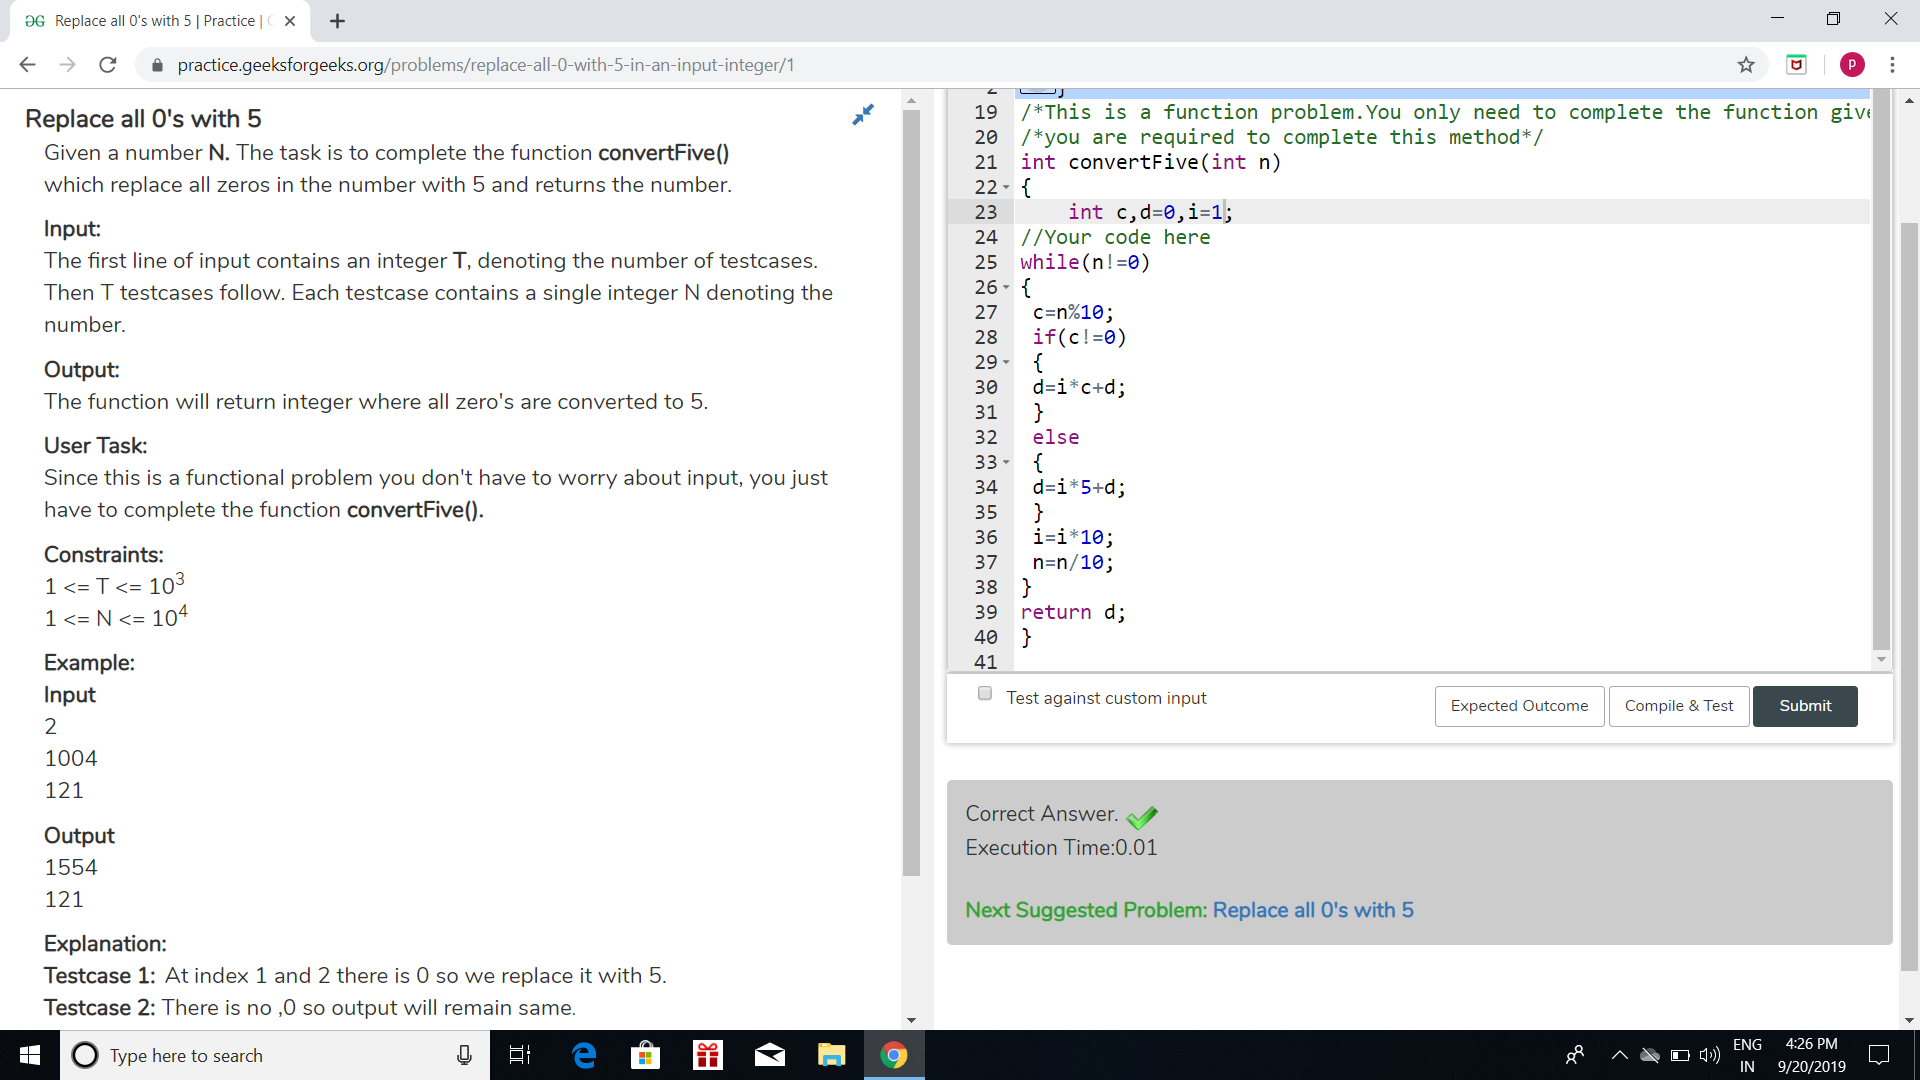 Replace all 0's with 5 | Practice |
practice.geeksforgeeks.org/problems/replace-all-0-with-5-in-an-input-integer/1
P
Replace all 0's with 5
Given a number N. The task is to complete the function convertFive()
which replace all zeros in the number with 5 and returns the number.
Input:
The first line of input contains an integer T, denoting the number of testcases.
Then T testcases follow. Each testcase contains a single integer N denoting the
number.
Output:
The function will return integer where all zero's are converted to 5.
User Task:
Since this is a functional problem you don't have to worry about input, you just
have to complete the function convertFive().
Constraints:
1 <= T <= 10³
1 <= N <= 10⁴
Example:
Input
2
1004
121
Output
1554
121
Explanation:
Testcase 1: At index 1 and 2 there is 0 so we replace it with 5.
Testcase 2: There is no ,0 so output will remain same.
19 /*This is a function problem.You only need to complete the function give
20 /*you are required to complete this method*/
21 int convertFive(int n)
22 {
23 int c,d=0,i=1;
24 //Your code here
25 while(n!=0)
26 {
27 c=n%10;
28 if(c!=0)
29 {
30 d=i*c+d;
31 }
32 else
33 {
34 d=i*5+d;
35 }
36 i=i*10;
37 n=n/10;
38 }
39 return d;
40 }
41
Test against custom input
Expected Outcome
Compile & Test
Submit
Correct Answer.
Execution Time:0.01
Next Suggested Problem: Replace all 0's with 5
Type here to search
ENG
IN
4:26 PM
9/20/2019